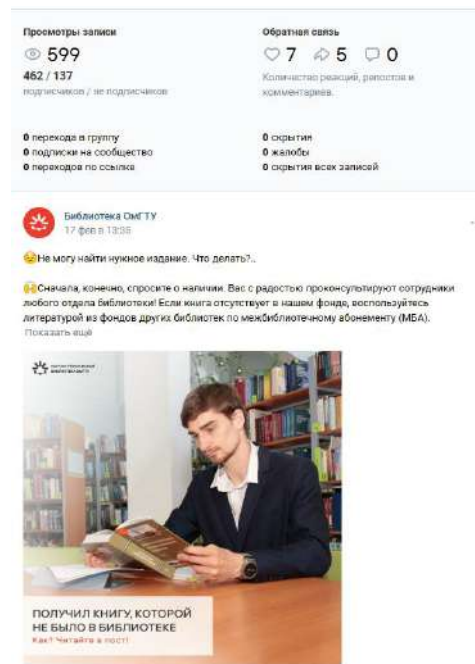 Просмотры записи
599
462 / 137
подписчиков / не подписчиков
Обратная связь
7 5 0
Количество реакций, репостов и
комментариев.
0 перехода в группу
0 подписки на сообщество
0 переходов по ссылке
0 скрытия
0 жалобы
0 скрытия всех записей
Библиотека ОмГТУ
17 фев в 13:35
Не могу найти нужное издание. Что делать?..
Сначала, конечно, спросите о наличии. Вас с радостью проконсультируют сотрудники
любого отдела библиотеки! Если книга отсутствует в нашем фонде, воспользуйтесь
литературой из фондов других библиотек по межбиблиотечному абонементу (МБА).
Показать ещё
ПОЛУЧИЛ КНИГУ, КОТОРОЙ
НЕ БЫЛО В БИБЛИОТЕКЕ
Как? Читайте в посте!